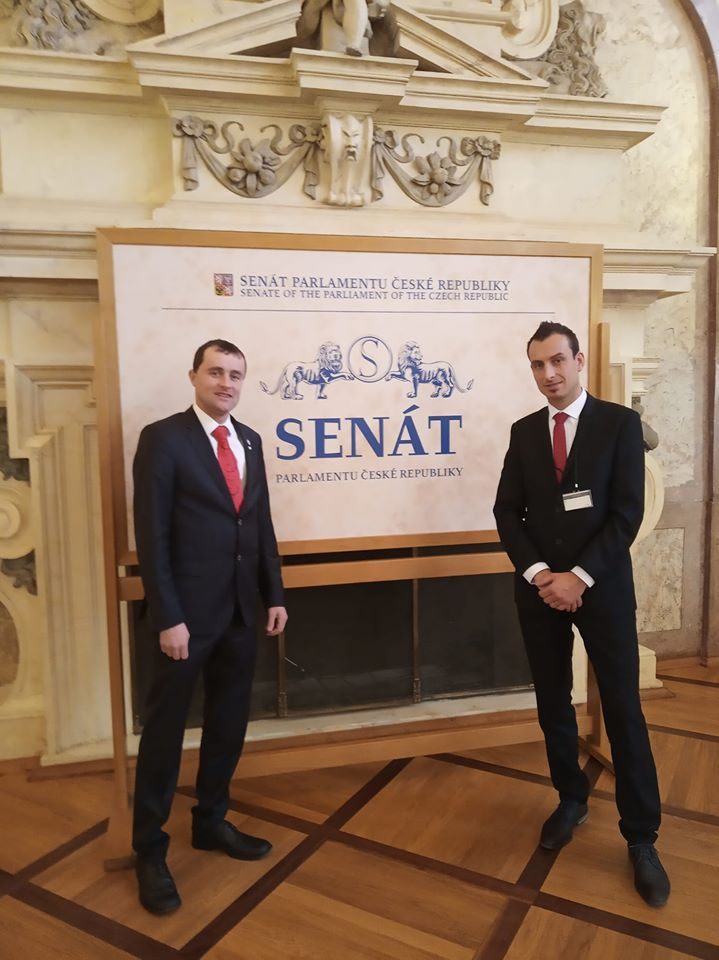 SENÁT PARLAMENTU ČESKÉ REPUBLIKY
SENATE OF THE PARLIAMENT OF THE CZECH REPUBLIC
S
SENÁT
PARLAMENTU ČESKÉ REPUBLIKY